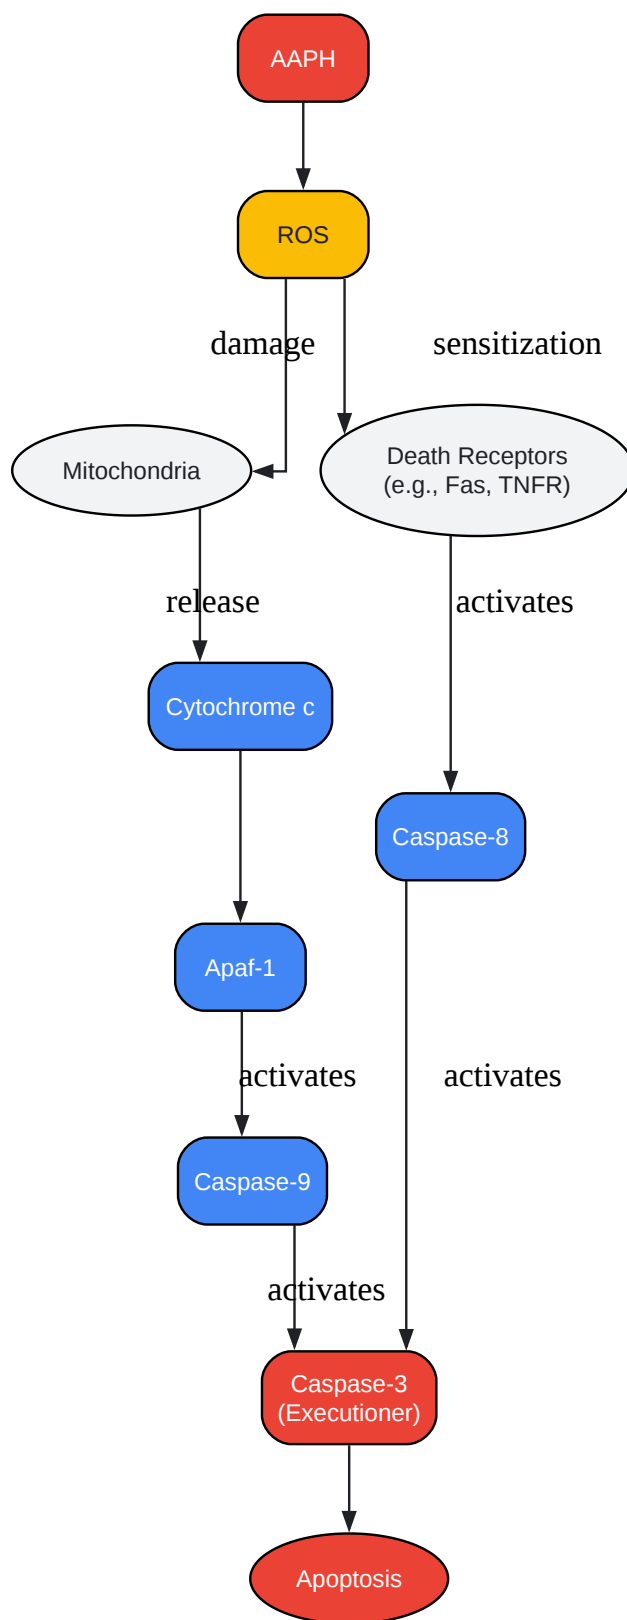 AAPH
ROS
damage
sensitization
Mitochondria
Death Receptors
(e.g., Fas, TNFR)
release
activates
Cytochrome c
Caspase-8
Apaf-1
activates
activates
Caspase-9
activates
Caspase-3
(Executioner)
Apoptosis